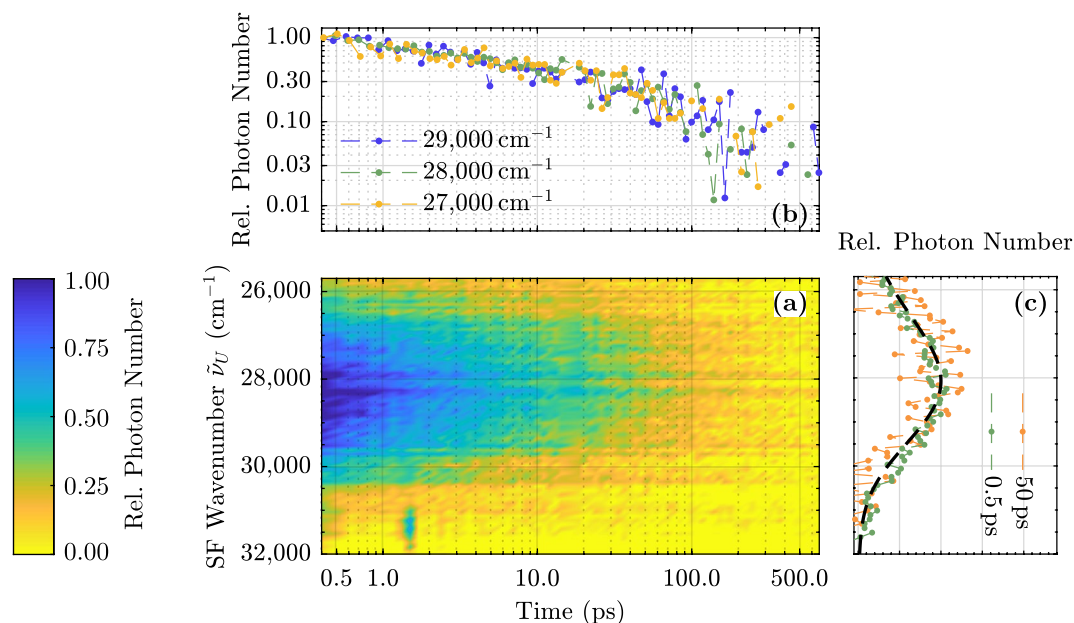 Rel. Photon Number
1.00
0.30
0.10
0.03
0.01
29,000 cm⁻¹
28,000 cm⁻¹
27,000 cm⁻¹
(b)
Rel. Photon Number
1.00
0.75
0.50
0.25
0.00
Rel. Photon Number
SF Wavenumber ν̃_U (cm⁻¹)
26,000
28,000
30,000
32,000
(a)
0.5 1.0 10.0 100.0 500.0
Time (ps)
(c)
50 ps
0.5 ps